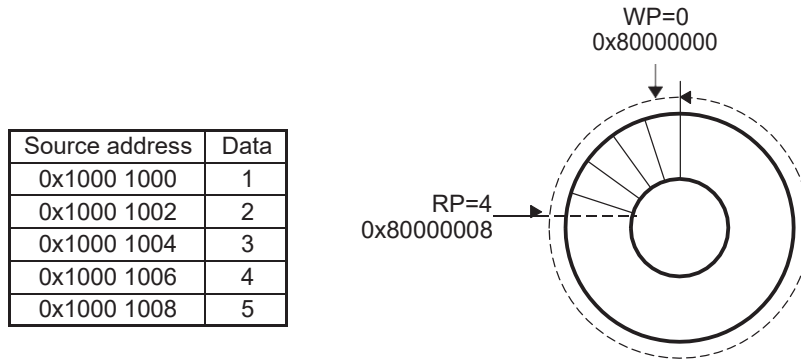 WP=0
0x80000000
Source address Data
0x1000 1000 1
0x1000 1002 2
0x1000 1004 3
0x1000 1006 4
0x1000 1008 5
RP=4
0x80000008